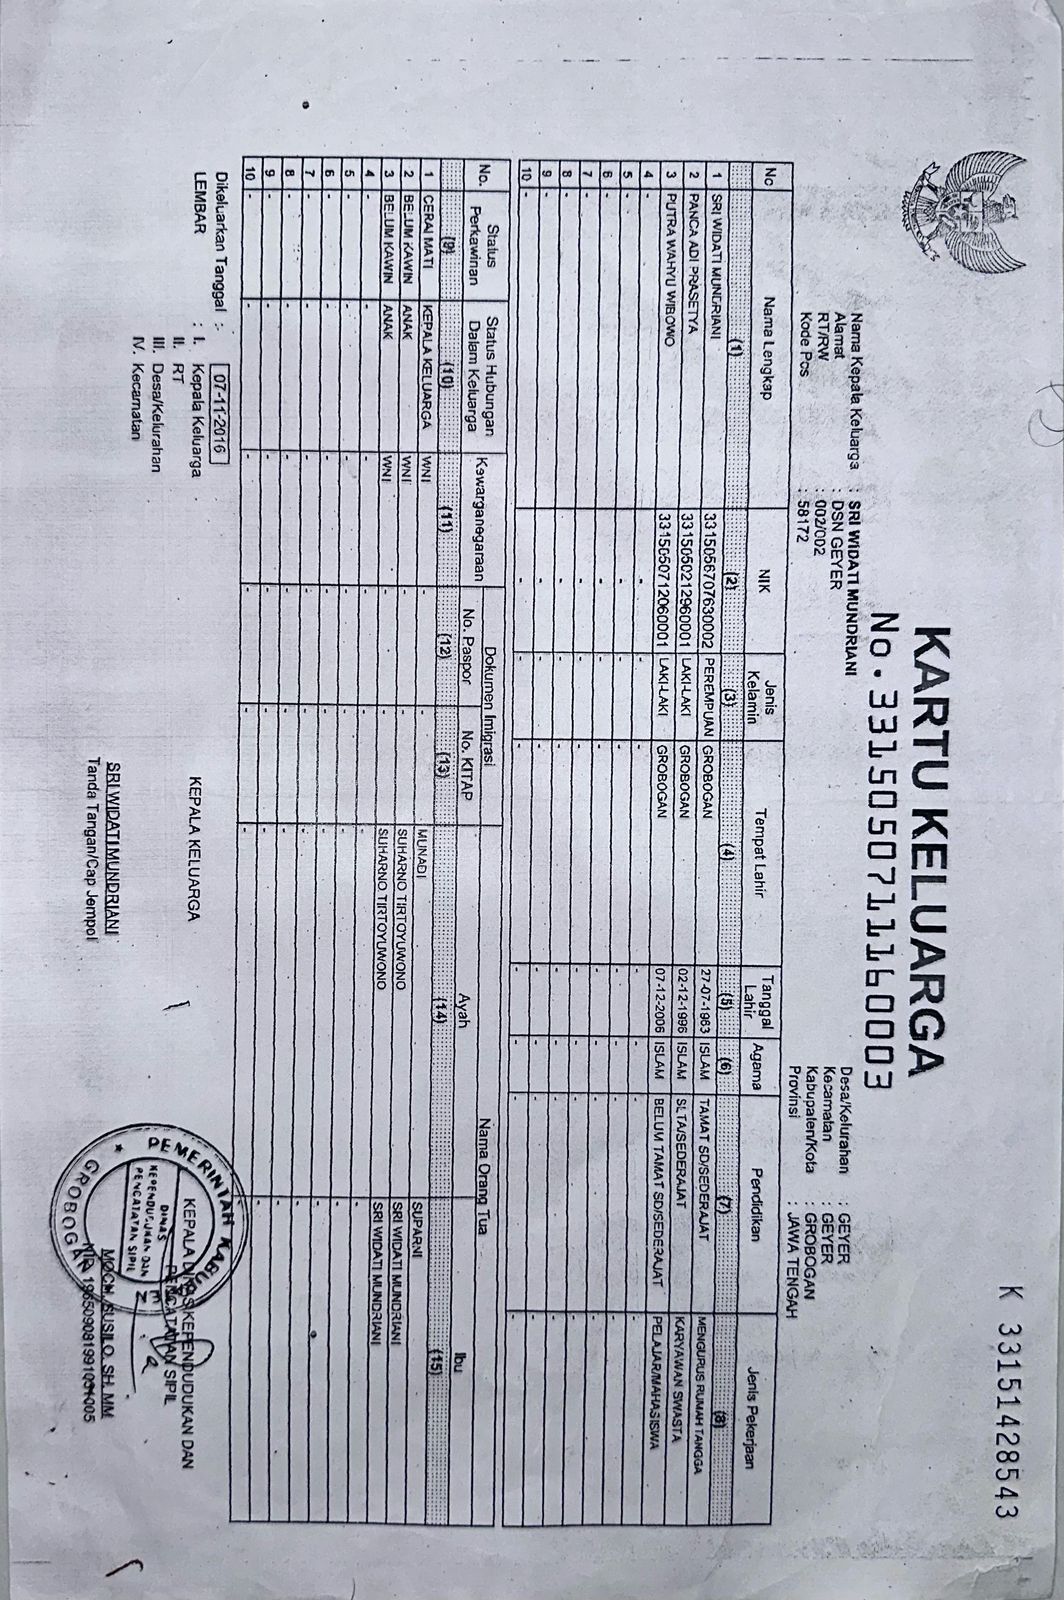 K 33151428543
KARTU KELUARGA
No. 3315050711160003
Nama Kepala Keluarga : SRI WIDATI MUNDRIANI
Alamat : DSN GEYER
RT/RW : 002/002
Kode Pos : 58172
Desa/Kelurahan : GEYER
Kecamatan : GEYER
Kabupaten/Kota : GROBOGAN
Provinsi : JAWA TENGAH
No Nama Lengkap NIK Jenis Kelamin Tempat Lahir Tanggal Lahir Agama Pendidikan Jenis Pekerjaan
(1) (2) (3) (4) (5) (6) (7) (8)
1 SRI WIDATI MUNDRIANI 3315056707630002 PEREMPUAN GROBOGAN 27-07-1963 ISLAM TAMAT SD/SEDERAJAT MENGURUS RUMAH TANGGA
2 PANCA ADI PRASETYA 3315050212960001 LAKI-LAKI GROBOGAN 02-12-1996 ISLAM SLTA/SEDERAJAT KARYAWAN SWASTA
3 PUTRA WAHYU WIBOWO 3315050712060001 LAKI-LAKI GROBOGAN 07-12-2006 ISLAM BELUM TAMAT SD/SEDERAJAT PELAJAR/MAHASISWA
4 - - - - - - - -
5 - - - - - - - -
6 - - - - - - - -
7 - - - - - - - -
8 - - - - - - - -
9 - - - - - - - -
10 - - - - - - - -
No. Status Perkawinan Status Hubungan Dalam Keluarga Kewarganegaraan Dokumen Imigrasi Nama Orang Tua
No. Paspor No. KITAP Ayah Ibu
(9) (10) (11) (12) (13) (14) (15)
1 CERAI MATI KEPALA KELUARGA WNI - - MUNADI SUPARNI
2 BELUM KAWIN ANAK WNI - - SUHARNO TIRTOYUWONO SRI WIDATI MUNDRIANI
3 BELUM KAWIN ANAK WNI - - SUHARNO TIRTOYUWONO SRI WIDATI MUNDRIANI
4 - - - - - - -
5 - - - - - - -
6 - - - - - - -
7 - - - - - - -
8 - - - - - - -
9 - - - - - - -
10 - - - - - - -
Dikeluarkan Tanggal : 07-11-2016
LEMBAR : I. Kepala Keluarga
II. RT
III. Desa/Kelurahan
IV. Kecamatan
KEPALA KELUARGA
SRI WIDATI MUNDRIANI
Tanda Tangan/Cap Jempol
KEPALA DINAS KEPENDUDUKAN DAN
PENCATATAN SIPIL
MOCH. SUSILO, SH, MM
NIP. 196509081991031005
PEMERINTAH KABUPATEN
DINAS
KEPENDUDUKAN DAN
PENCATATAN SIPIL
GROBOGAN